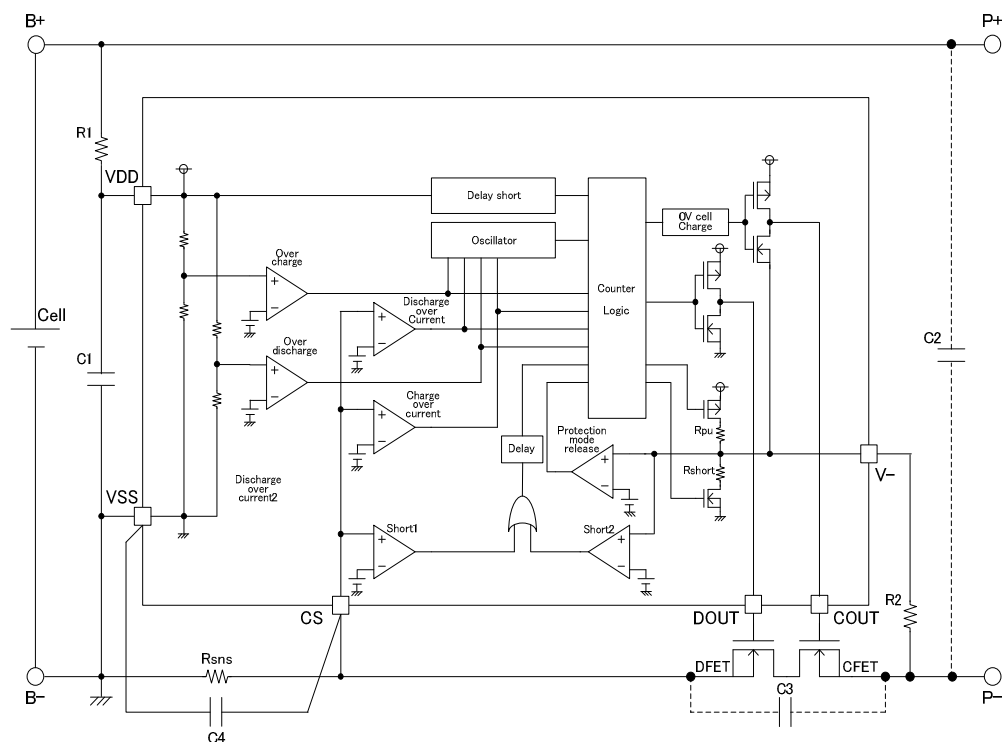 B+
P+
R1
VDD
Delay short
0V cell
Charge
Oscillator
Over
charge
Discharge
over
Current
Counter
Logic
Cell
C1
Over
discharge
C2
Charge
over
current
Rpu
Protection
mode
release
Delay
Rshort
V-
VSS
Discharge
over
current2
Short1
Short2
CS
DOUT
COUT
R2
Rsns
DFET
CFET
C3
B-
P-
C4